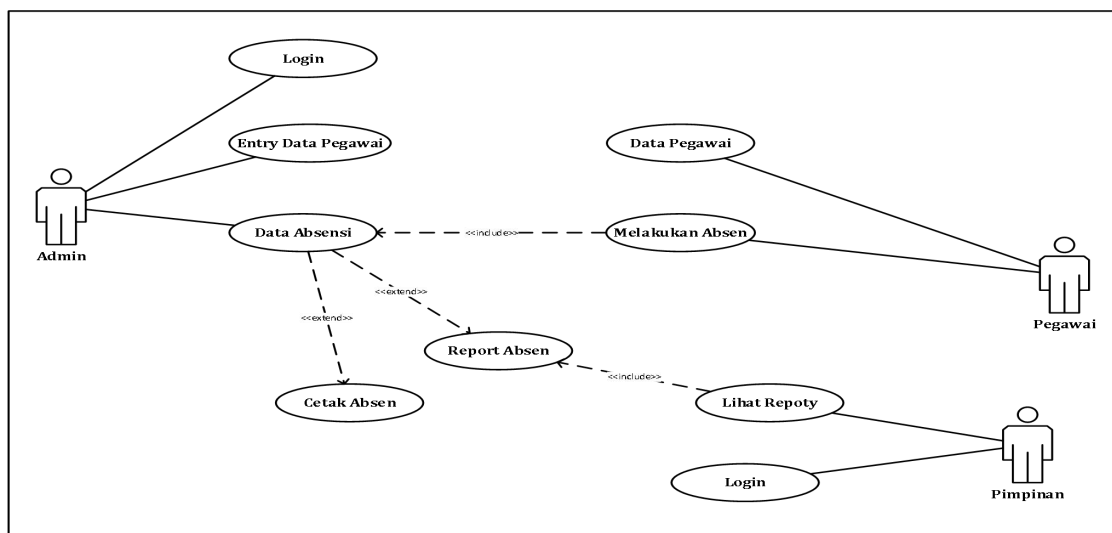 Login
Entry Data Pegawai
Data Pegawai
Admin
Data Absensi
<<include>>
Melakukan Absen
Pegawai
<<extend>>
<<extend>>
Report Absen
<<include>>
Cetak Absen
Lihat Repoty
Login
Pimpinan